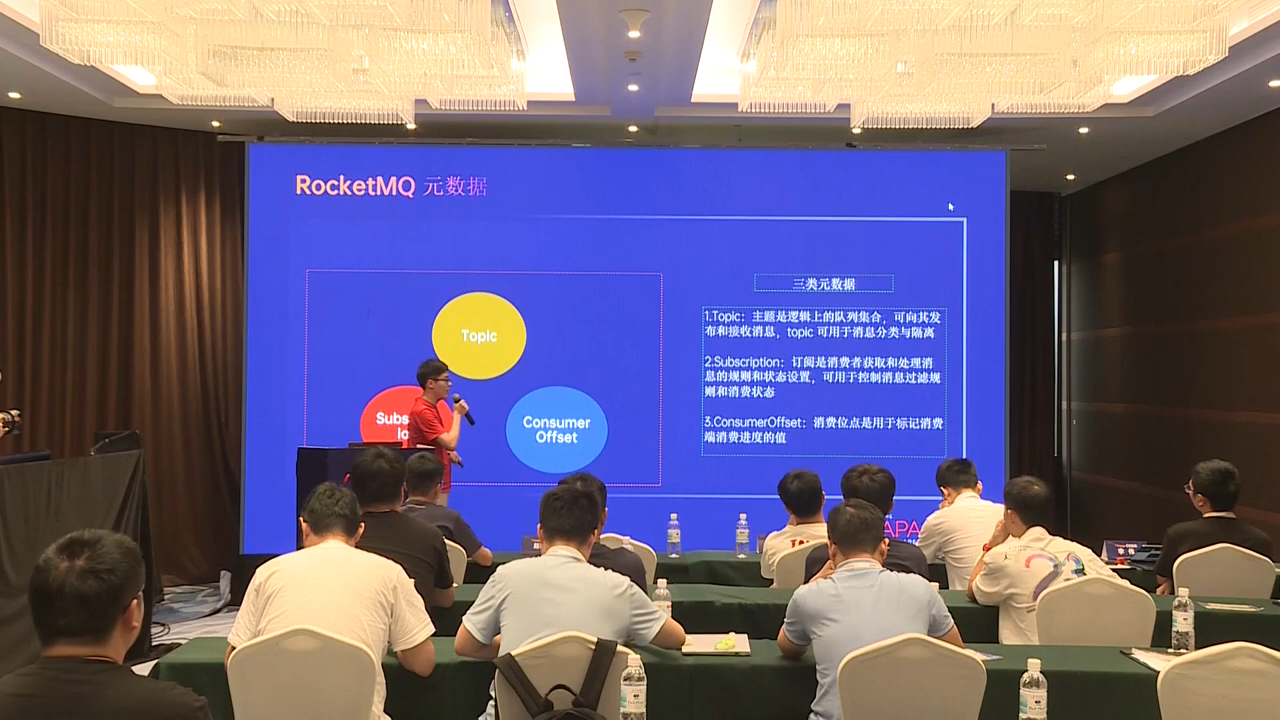 RocketMQ 元数据
Topic
Subs
io
Consumer
Offset
三类元数据
1.Topic：主题是逻辑上的队列集合，可向其发
布和接收消息，topic 可用于消息分类与隔离
2.Subscription：订阅是消费者获取和处理消
息的规则和状态设置，可用于控制消息过滤规
则和消费状态
3.ConsumerOffset：消费位点是用于标记消费
端消费进度的值
APA